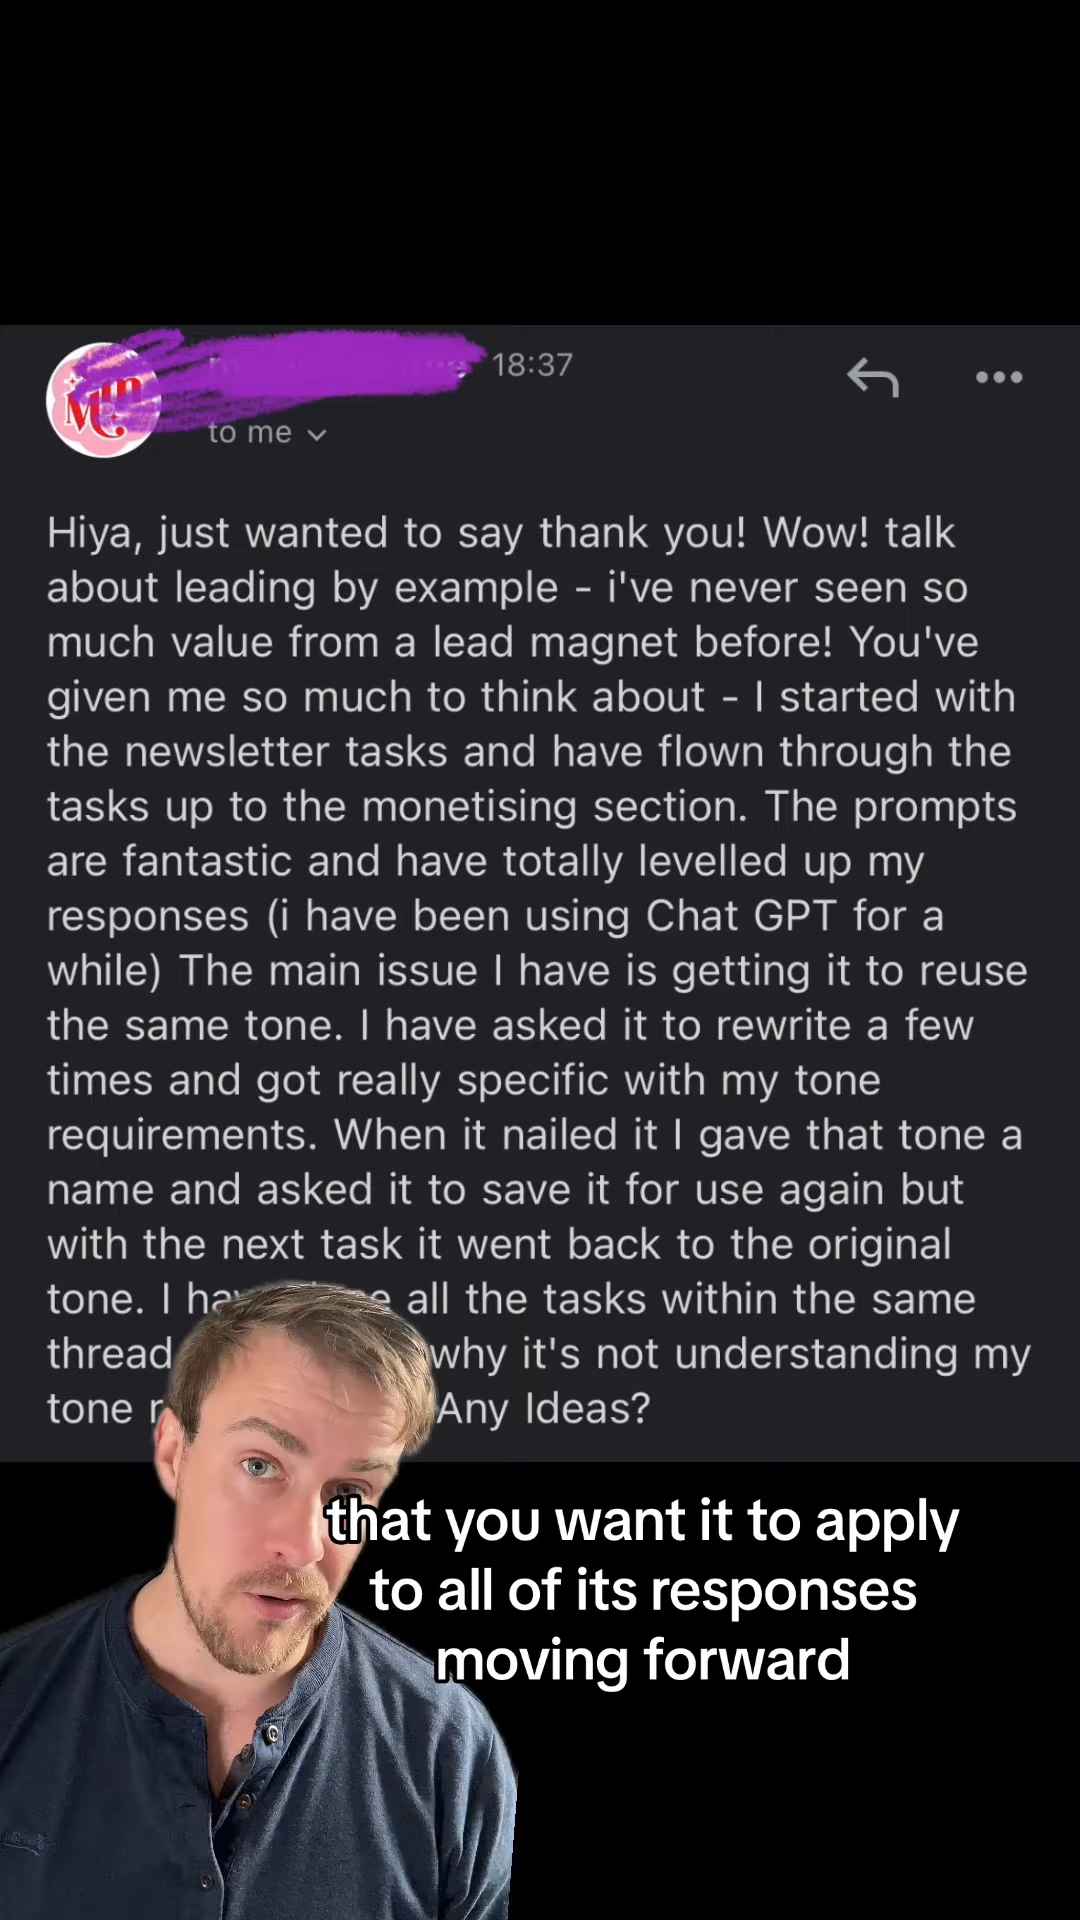 18:37
to me
Hiya, just wanted to say thank you! Wow! talk
about leading by example - i've never seen so
much value from a lead magnet before! You've
given me so much to think about - I started with
the newsletter tasks and have flown through the
tasks up to the monetising section. The prompts
are fantastic and have totally levelled up my
responses (i have been using Chat GPT for a
while) The main issue I have is getting it to reuse
the same tone. I have asked it to rewrite a few
times and got really specific with my tone
requirements. When it nailed it I gave that tone a
name and asked it to save it for use again but
with the next task it went back to the original
tone. I all the tasks within the same
thread why it's not understanding my
tone Any Ideas?
that you want it to apply
to all of its responses
moving forward